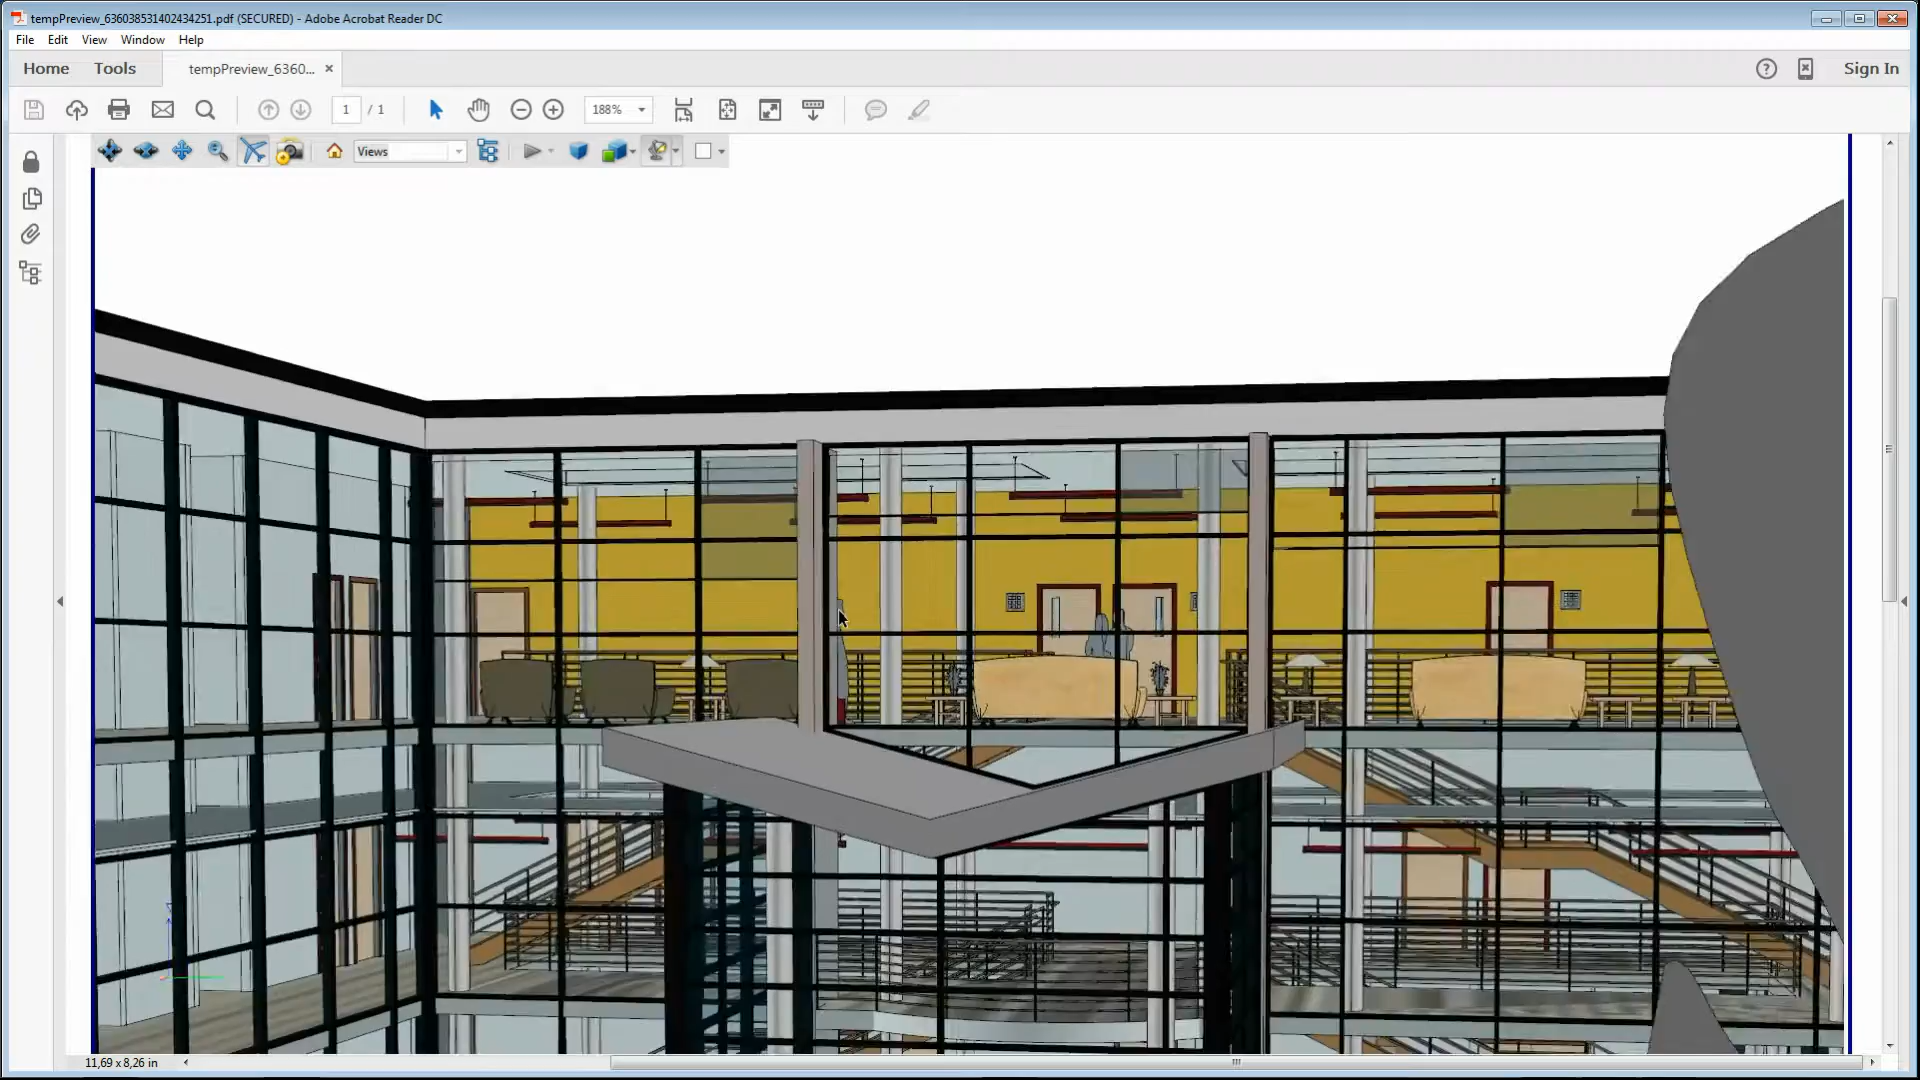 tempPreview_636038531402434251.pdf (SECURED) - Adobe Acrobat Reader DC
File Edit View Window Help
Home Tools tempPreview_6360... × Sign In
1 / 1 188%
Views
11,69 x 8,26 in